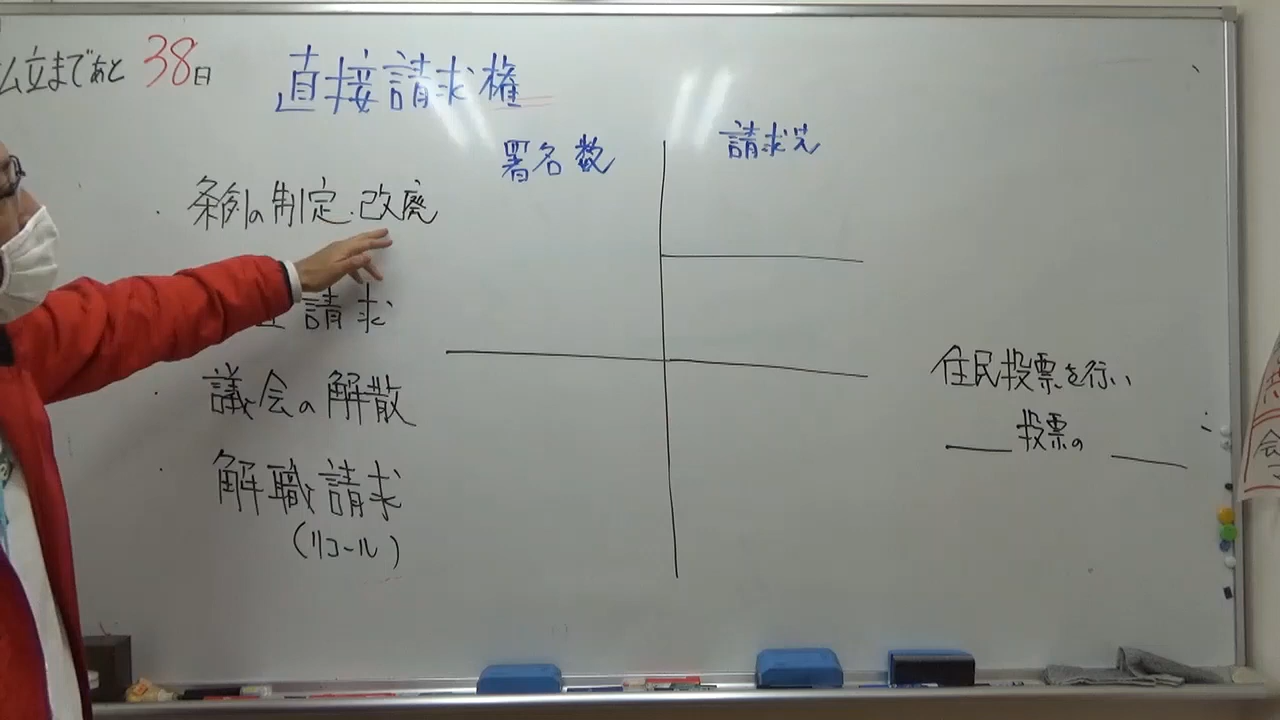 立まであと 38日
直接請求権
署名数
請求先
・条例の制定・改廃
請求
・議会の解散
・解職請求
(リコール)
住民投票を行い
投票の